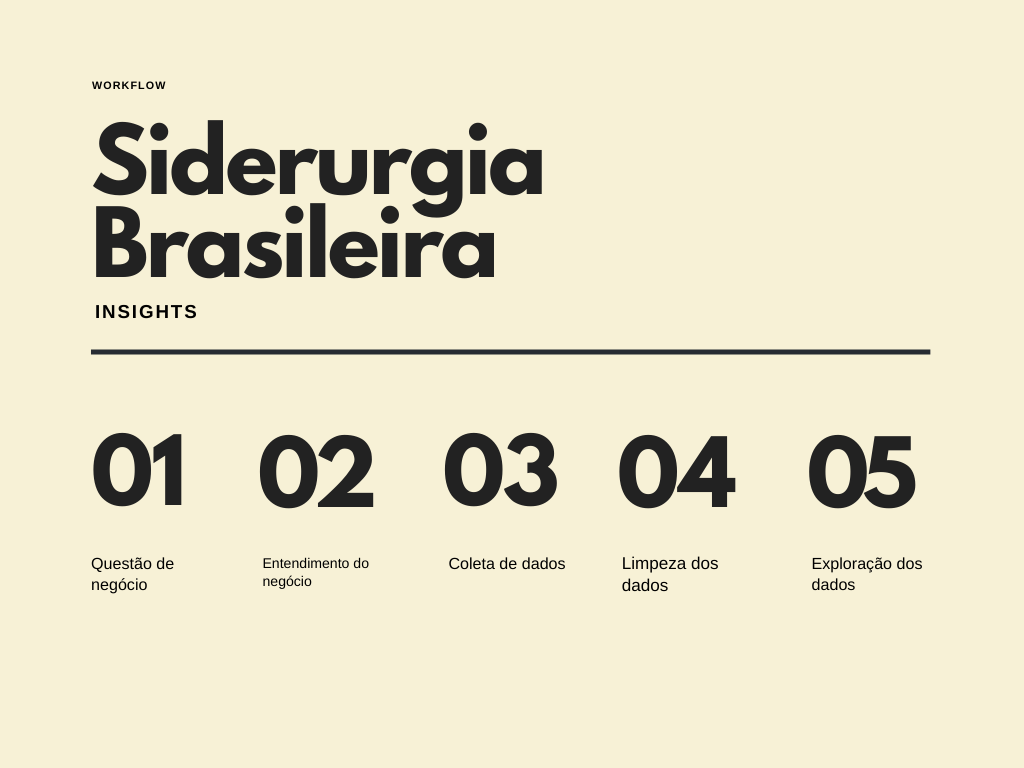 WORKFLOW
Siderurgia
Brasileira
INSIGHTS
01 02 03 04 05
Questão de
negócio
Entendimento do
negócio
Coleta de dados
Limpeza dos
dados
Exploração dos
dados